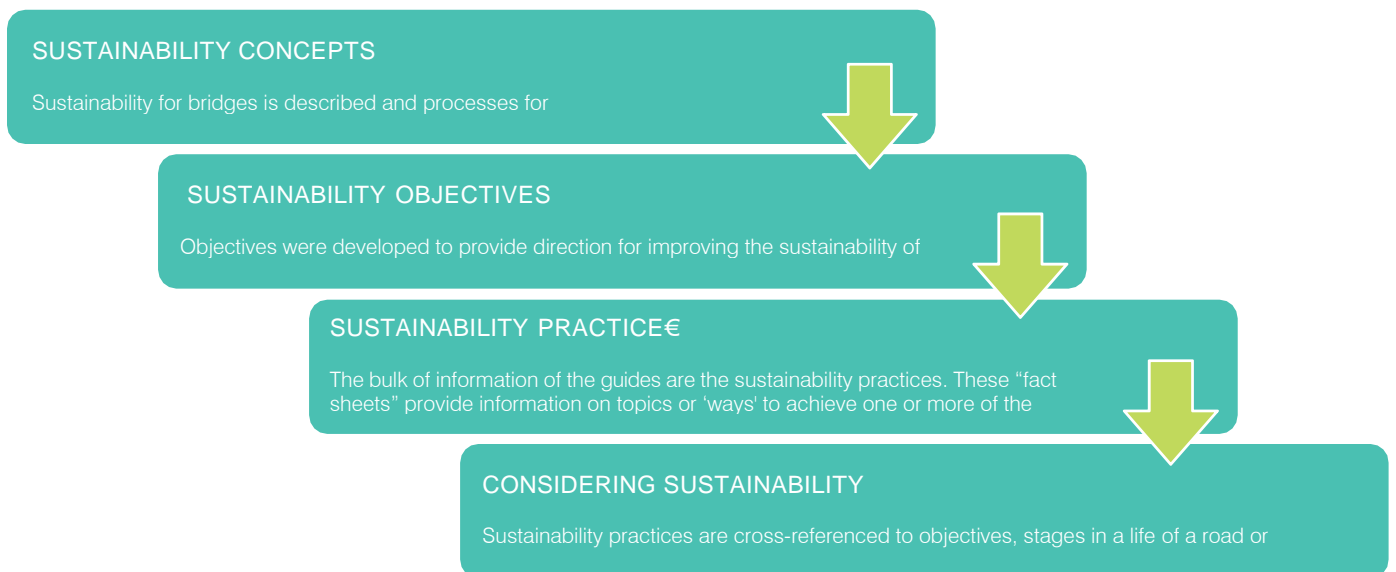 SUSTAINABILITY CONCEPTS
Sustainability for bridges is described and processes for
SUSTAINABILITY OBJECTIVES
Objectives were developed to provide direction for improving the sustainability of
SUSTAINABILITY PRACTICE€
The bulk of information of the guides are the sustainability practices. These “fact
sheets” provide information on topics or ‘ways' to achieve one or more of the
CONSIDERING SUSTAINABILITY
Sustainability practices are cross-referenced to objectives, stages in a life of a road or